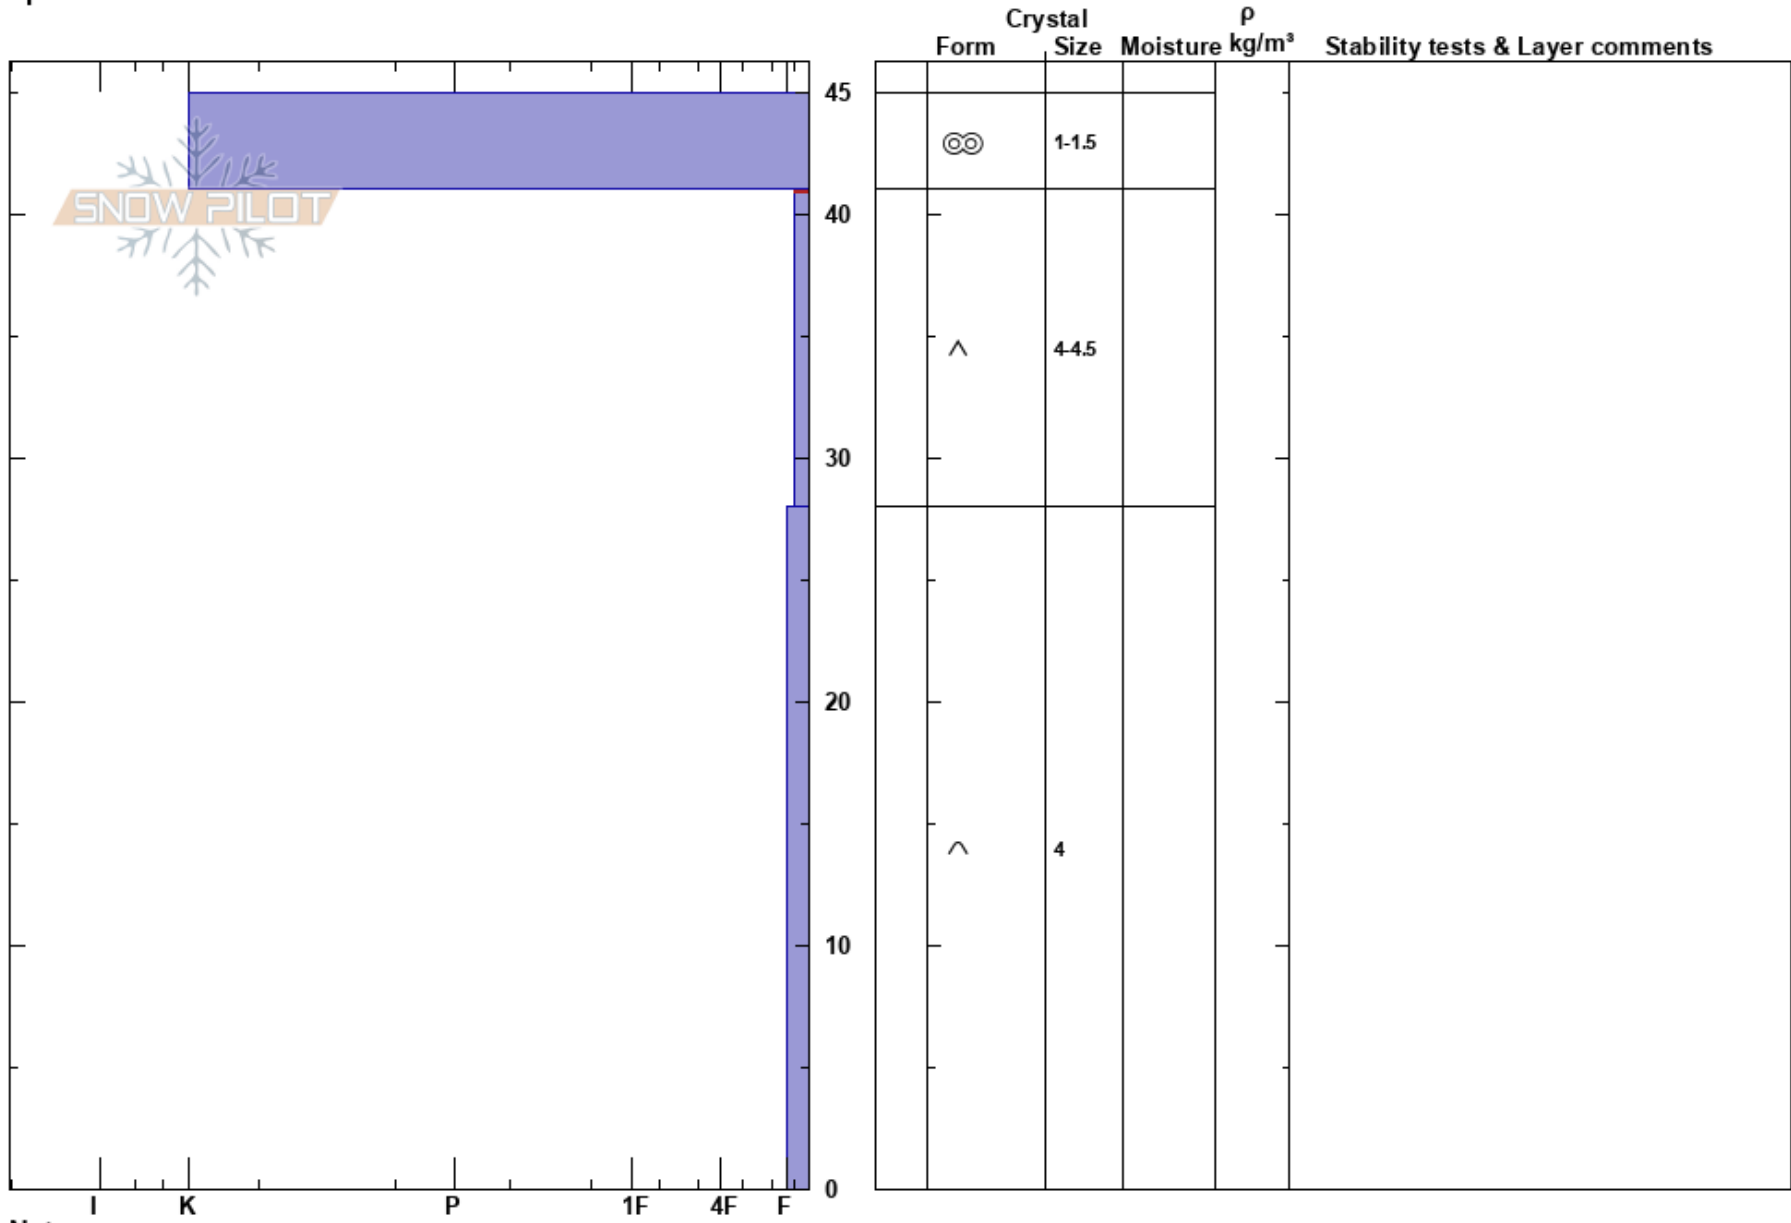 Crystal ρ
Form Size Moisture kg/m³ Stability tests & Layer comments
45
1-1.5
SNOW PILOT
40
4-4.5
30
20
4
10
0
I K P 1F 4F F